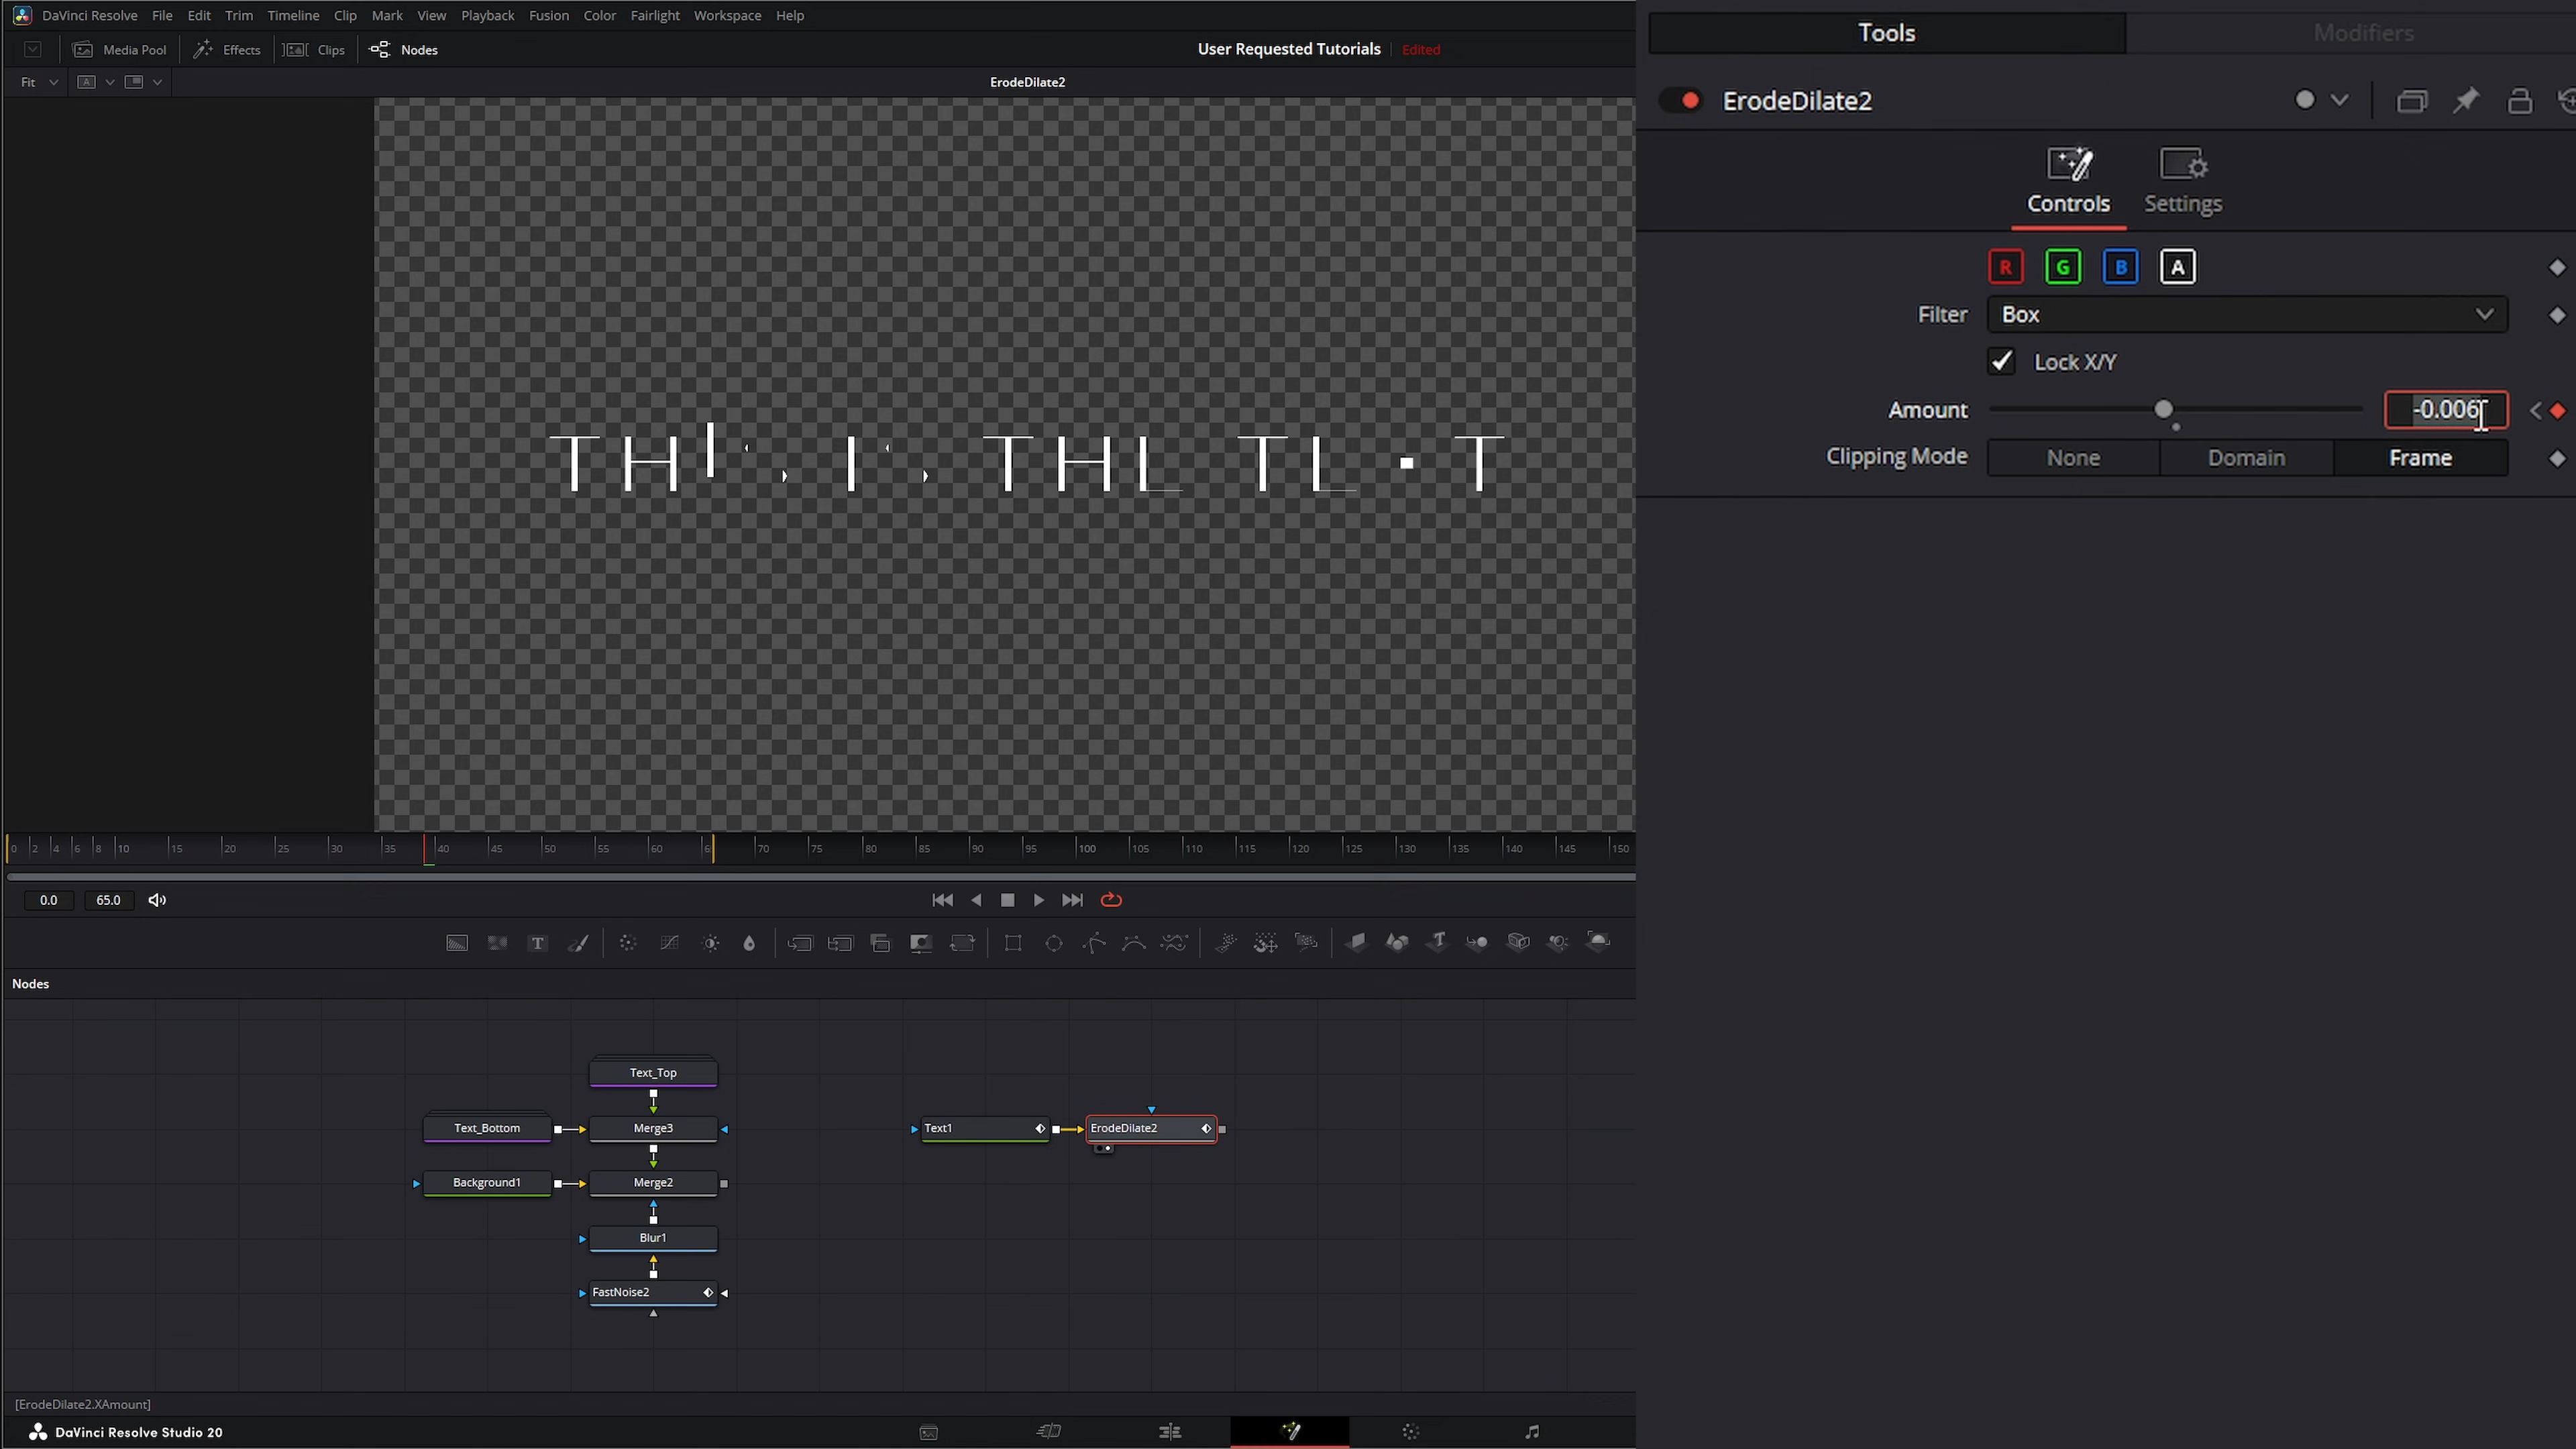 DaVinci Resolve File Edit Trim Timeline Clip Mark View Playback Fusion Color Fairlight Workspace Help
Media Pool Effects Clips Nodes User Requested Tutorials Edited
Fit A ErodeDilate2
Tools Modifiers
ErodeDilate2
Controls Settings
R G B A
Filter Box
Lock X/Y
Amount -0.006
Clipping Mode None Domain Frame
0 2 4 6 8 10 15 20 25 30 35 40 45 50 55 60 70 75 80 85 90 95 100 105 110 115 120 125 130 135 140 145 150
0.0 65.0
Nodes
Text_Top
Text_Bottom Merge3 Text1 ErodeDilate2
Background1 Merge2
Blur1
FastNoise2
[ErodeDilate2.XAmount]
DaVinci Resolve Studio 20